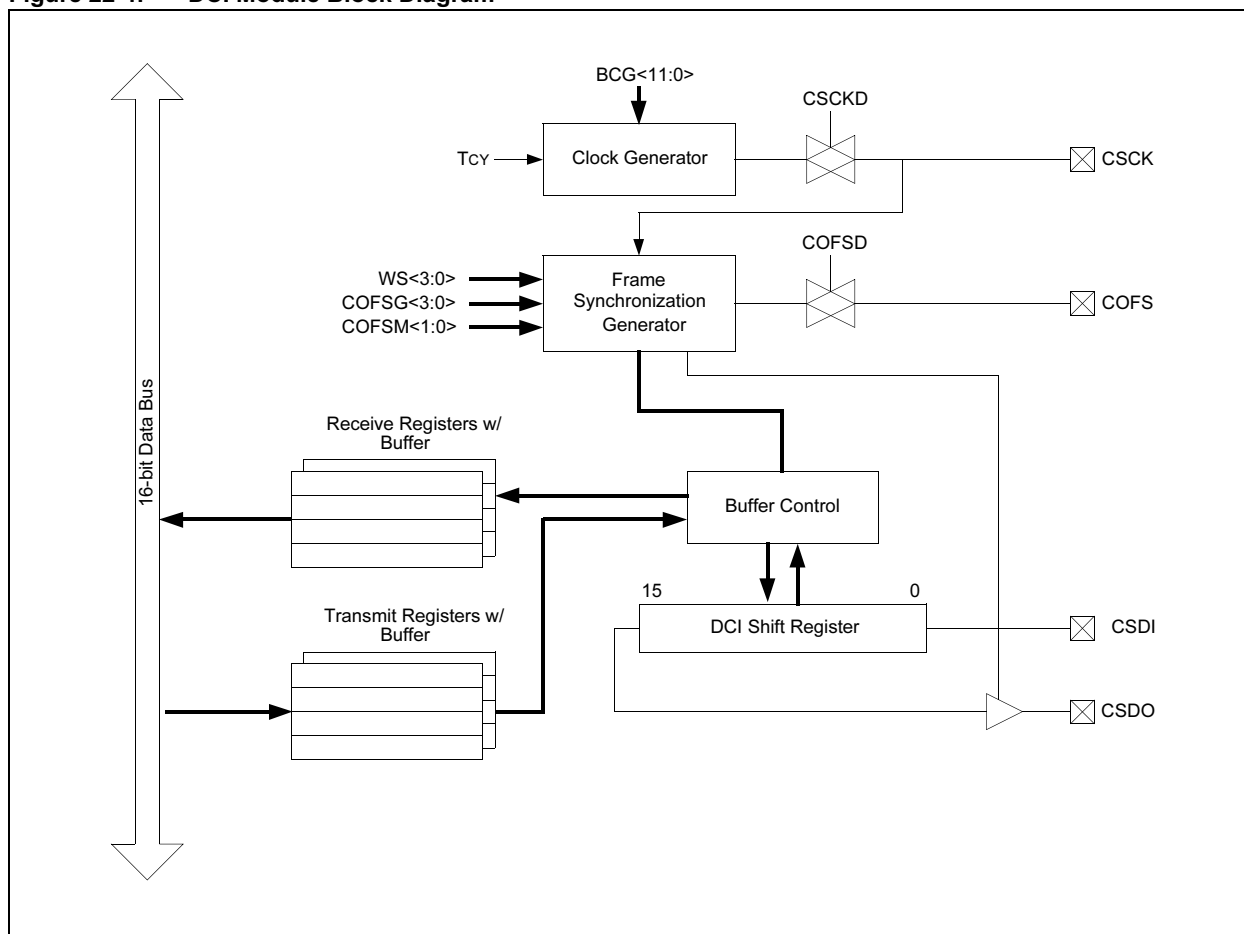 BCG<11:0>
CSCKD
TCY
Clock Generator
CSCK
COFSD
WS<3:0>
COFSG<3:0>
COFSM<1:0>
Frame
Synchronization
Generator
COFS
16-bit Data Bus
Receive Registers w/
Buffer
Buffer Control
15
0
DCI Shift Register
CSDI
Transmit Registers w/
Buffer
CSDO